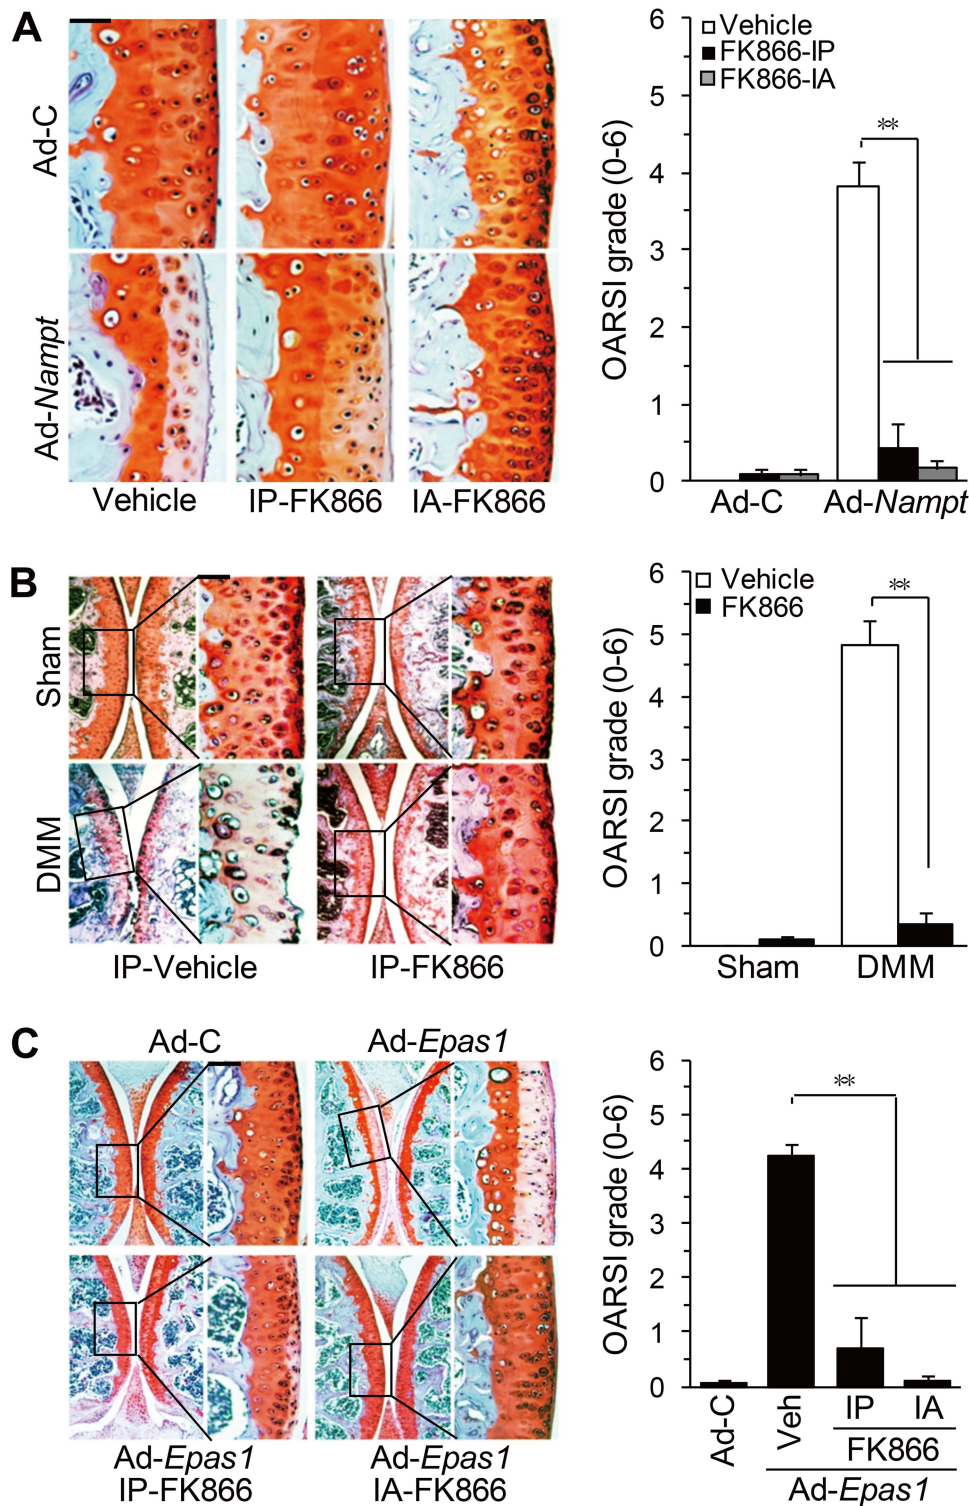 A
Ad-C
Ad-Nampt
Vehicle
IP-FK866
IA-FK866
OARSI grade (0-6)
6
5
4
3
2
1
0
Vehicle
FK866-IP
FK866-IA
**
Ad-C
Ad-Nampt
B
Sham
DMM
IP-Vehicle
IP-FK866
OARSI grade (0-6)
6
5
4
3
2
1
0
Vehicle
FK866
**
Sham
DMM
C
Ad-C
Ad-Epas1
Ad-Epas1
IP-FK866
Ad-Epas1
IA-FK866
OARSI grade (0-6)
6
5
4
3
2
1
0
**
Ad-C
Veh
IP
IA
FK866
Ad-Epas1